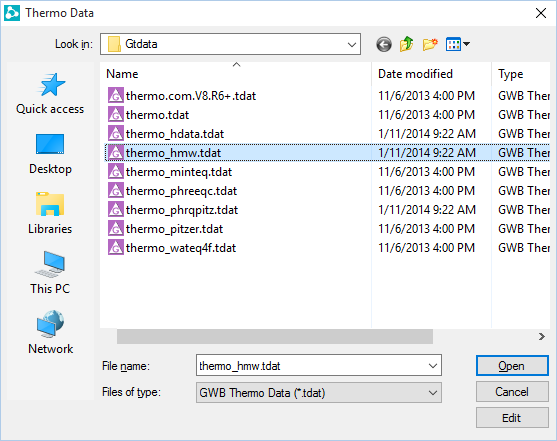 Thermo Data
Look in: Gtdata
Name Date modified Type
thermo.com.V8.R6+.tdat 11/6/2013 4:00 PM GWB Ther
thermo.tdat 11/6/2013 4:00 PM GWB Ther
thermo_hdata.tdat 1/11/2014 9:22 AM GWB Ther
thermo_hmw.tdat 1/11/2014 9:22 AM GWB Ther
thermo_minteq.tdat 11/6/2013 4:00 PM GWB Ther
thermo_phreeqc.tdat 11/6/2013 4:00 PM GWB Ther
thermo_phrqpitz.tdat 1/11/2014 9:22 AM GWB Ther
thermo_pitzer.tdat 11/6/2013 4:00 PM GWB Ther
thermo_wateq4f.tdat 11/6/2013 4:00 PM GWB Ther
Quick access
Desktop
Libraries
This PC
Network
File name: thermo_hmw.tdat Open
Files of type: GWB Thermo Data (*.tdat) Cancel
Edit